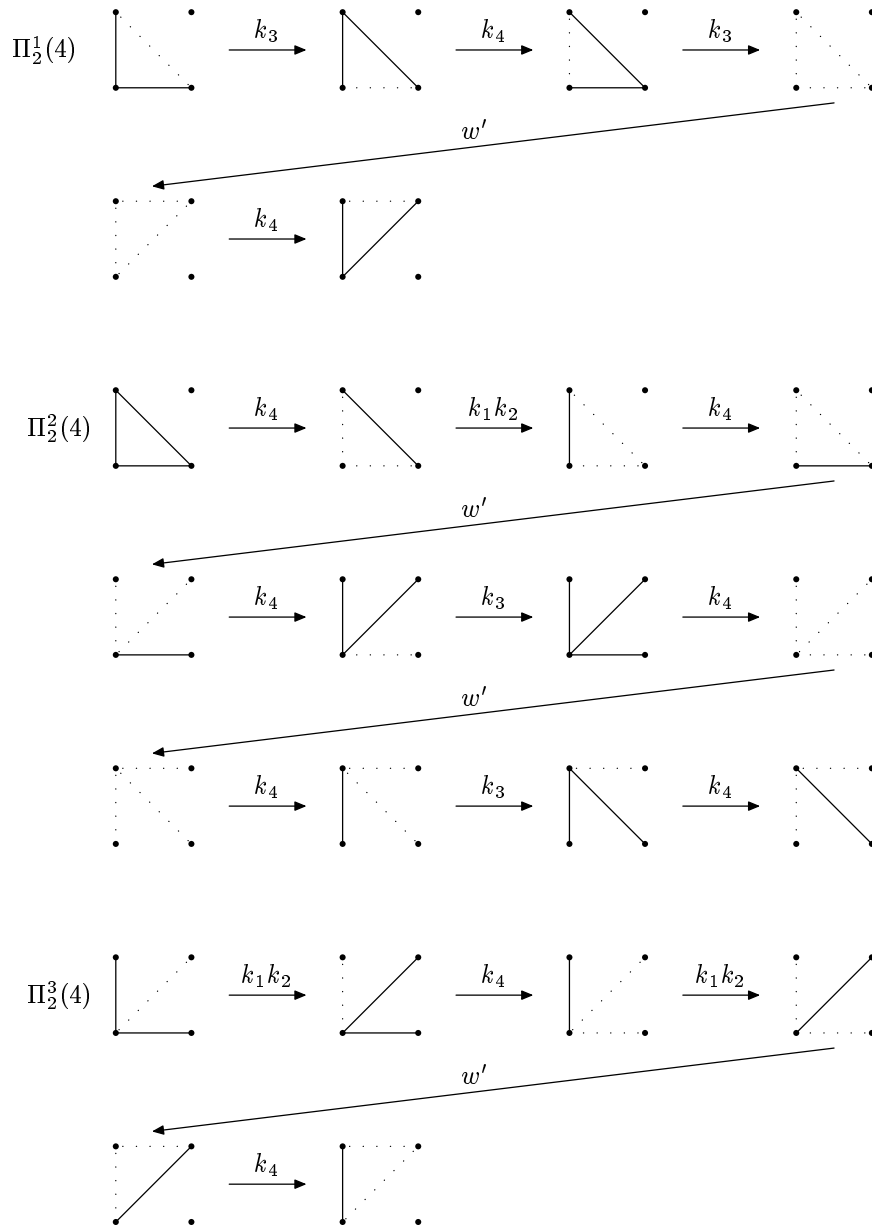 Π₂¹(4) k₃ k₄ k₃
w′
k₄
Π₂²(4) k₄ k₁k₂ k₄
w′
k₄ k₃ k₄
w′
k₄ k₃ k₄
Π₂³(4) k₁k₂ k₄ k₁k₂
w′
k₄